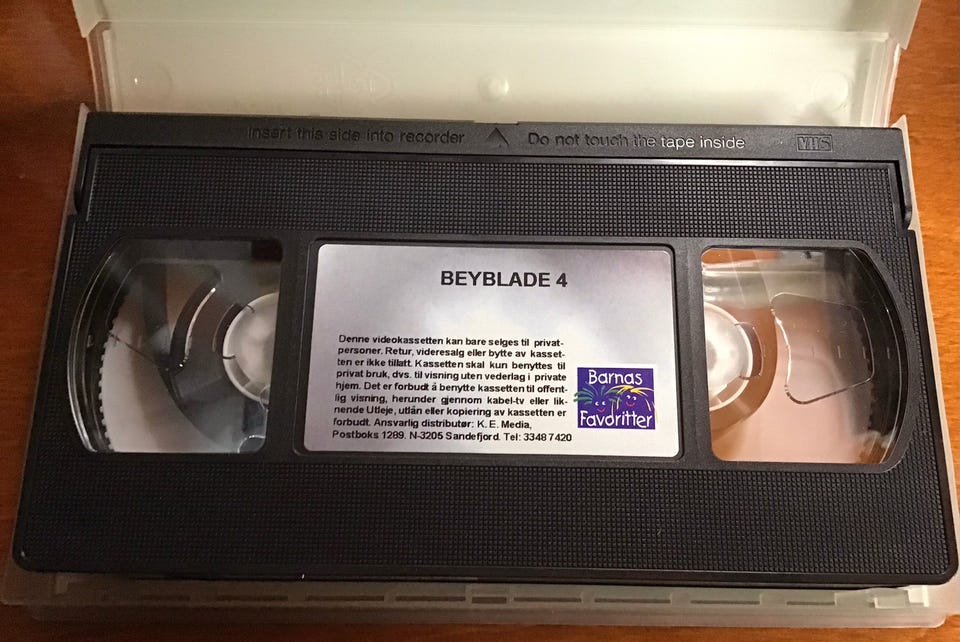 Insert this side into recorder Do not touch the tape inside VHS
BEYBLADE 4
Denne videokassetten kan bare selges til privat-
personer. Retur, videresalg eller bytte av kasset-
ten er ikke tillatt. Kassetten skal kun benyttes til
privat bruk, dvs. til visning uten vederlag i private
hjem. Det er forbudt å benytte kassetten til offent-
lig visning, herunder gjennom kabel-tv eller lik-
nende Utleie, utlån eller kopiering av kassetten er
forbudt. Ansvarlig distributør: K. E. Media,
Postboks 1289. N-3205 Sandefjord. Tel: 3348 7420
Barnas
Favoritter